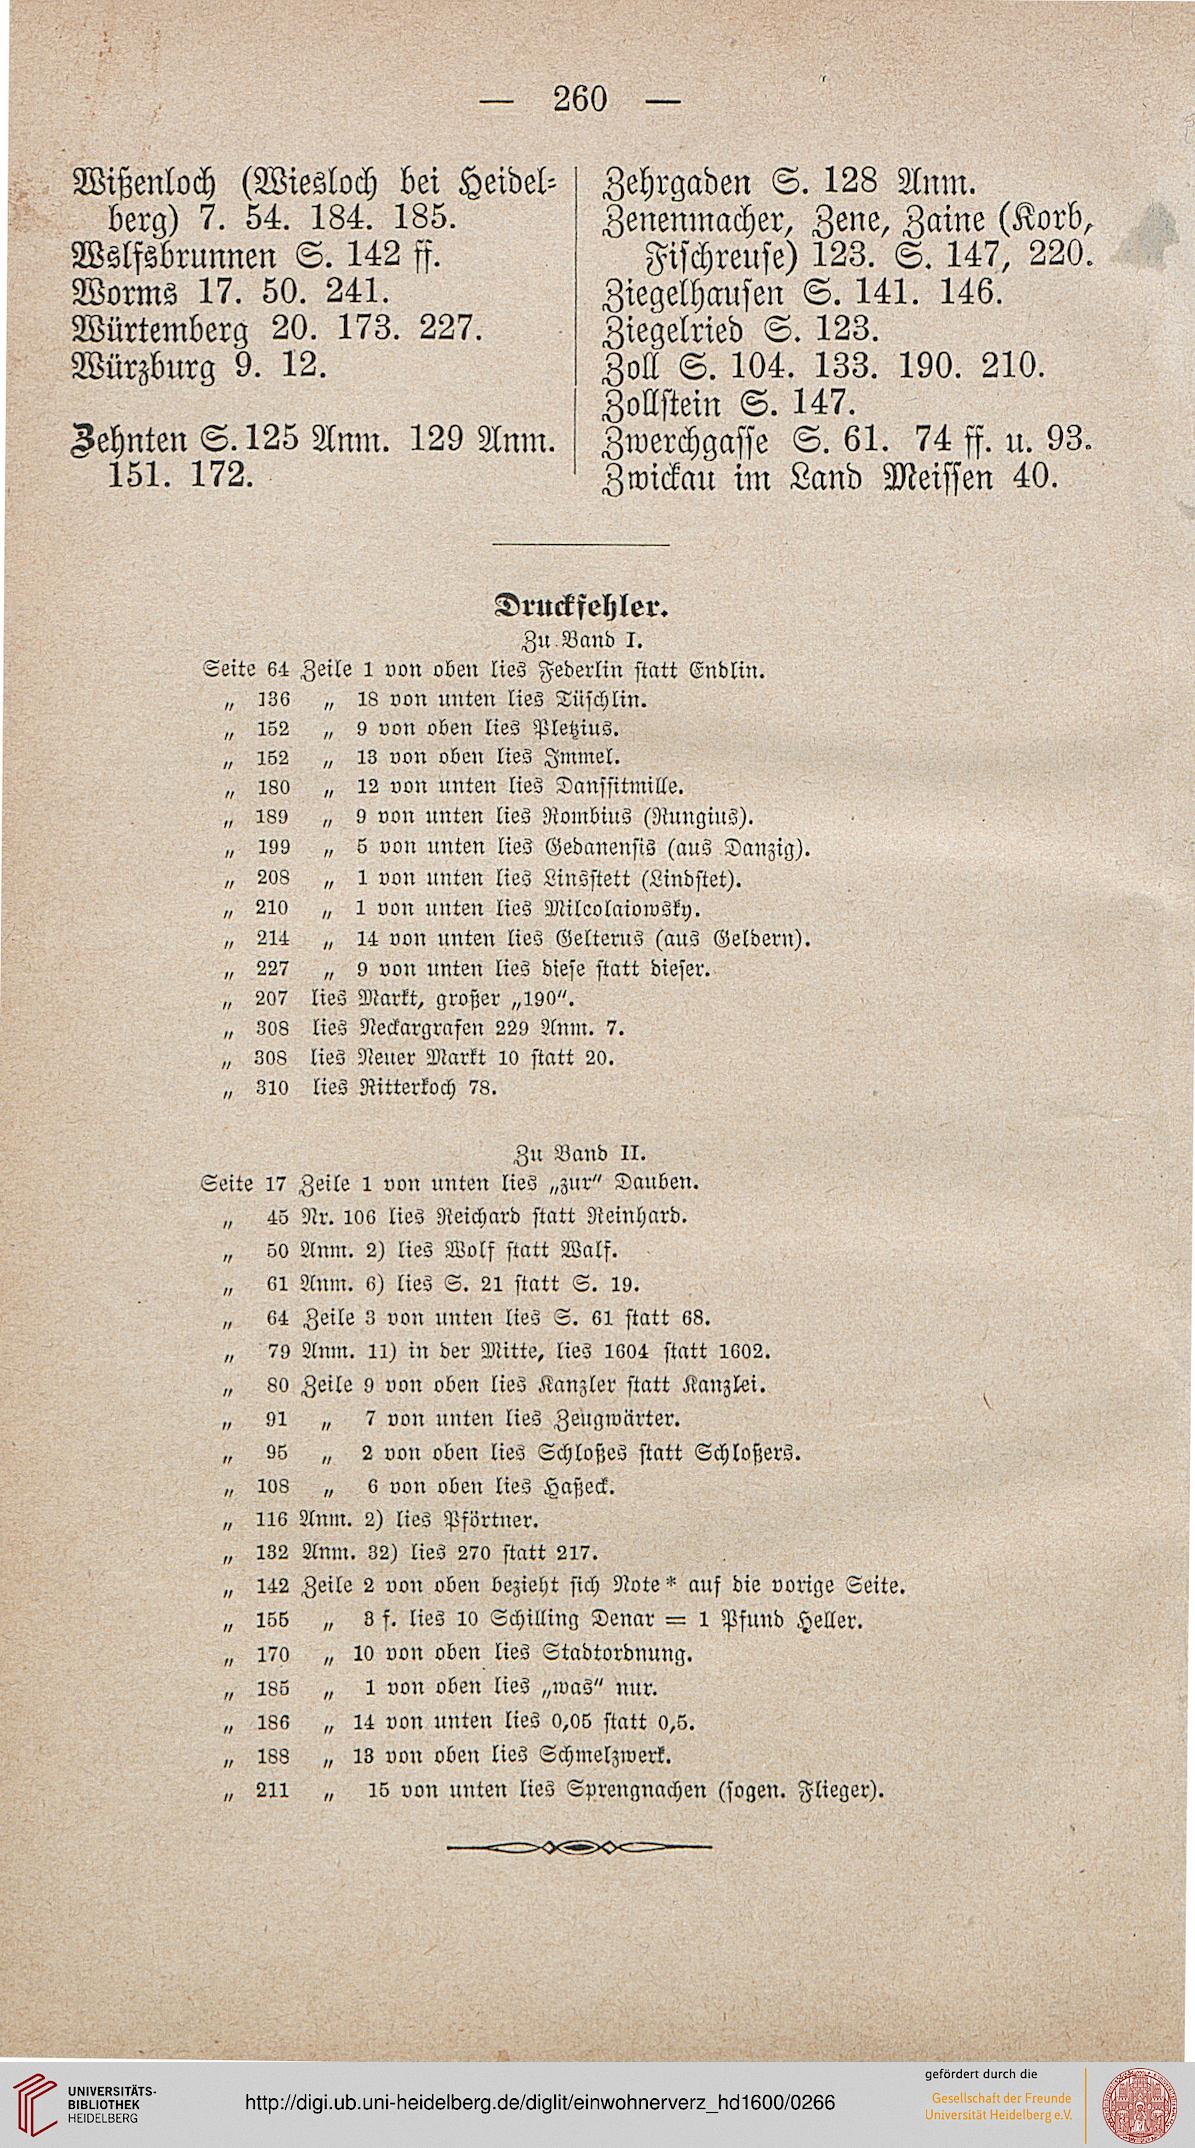 — 260 —
Wißenloch (Wiesloch bei Heidel-
berg) 7. 54. 184. 185.
Wslfsbrunnen S. 142 ff.
Worms 17. 50. 241.
Würtemberg 20. 173. 227.
Würzburg 9. 12.
Zehnten S. 125 Anm. 129 Anm.
151. 172.
Zehrgaden S. 128 Anm.
Zenenmacher, Zene, Zaine (Korb,
Fischreuse) 123. S. 147, 220.
Ziegelhausen S. 141. 146.
Ziegelried S. 123.
Zoll S. 104. 133. 190. 210.
Zollstein S. 147.
Zwerchgasse S. 61. 74 ff. u. 93.
Zwickau im Land Meissen 40.
Druckfehler.
Zu Band I.
Seite 64 Zeile 1 von oben lies Federlin statt Endlin.
„ 136 „ 18 von unten lies Tüschlin.
„ 152 „ 9 von oben lies Pletzius.
„ 152 „ 13 von oben lies Immel.
„ 180 „ 12 von unten lies Danssitmille.
„ 189 „ 9 von unten lies Rombius (Rungius).
„ 199 „ 5 von unten lies Gedanensis (aus Danzig).
„ 208 „ 1 von unten lies Linsstett (Lindstet).
„ 210 „ 1 von unten lies Milcolaiowsky.
„ 214 „ 14 von unten lies Gelterus (aus Geldern).
„ 227 „ 9 von unten lies diese statt dieser.
„ 207 lies Markt, großer „190".
„ 308 lies Neckargrafen 229 Anm. 7.
„ 308 lies Neuer Markt 10 statt 20.
„ 310 lies Ritterkoch 78.
Zu Band II.
Seite 17 Zeile 1 von unten lies „zur" Dauben.
„ 45 Nr. 106 lies Reichard statt Reinhard.
„ 50 Anm. 2) lies Wolf statt Walf.
„ 61 Anm. 6) lies S. 21 statt S. 19.
„ 64 Zeile 3 von unten lies S. 61 statt 68.
„ 79 Anm. 11) in der Mitte, lies 1604 statt 1602.
„ 80 Zeile 9 von oben lies Kanzler statt Kanzlei.
„ 91 „ 7 von unten lies Zeugwärter.
„ 95 „ 2 von oben lies Schloßes statt Schloßers.
„ 108 „ 6 von oben lies Haßeck.
„ 116 Anm. 2) lies Pförtner.
„ 132 Anm. 32) lies 270 statt 217.
„ 142 Zeile 2 von oben bezieht sich Note * auf die vorige Seite.
„ 155 „ 3 f. lies 10 Schilling Denar = 1 Pfund Heller.
„ 170 „ 10 von oben lies Stadtordnung.
„ 185 „ 1 von oben lies „was" nur.
„ 186 „ 14 von unten lies 0,05 statt 0,5.
„ 188 „ 13 von oben lies Schmelzwerk.
„ 211 „ 15 von unten lies Sprengnachen (sogen. Flieger).
UNIVERSITÄTS-
BIBLIOTHEK
HEIDELBERG
http://digi.ub.uni-heidelberg.de/diglit/einwohnerverz_hd1600/0266
gefördert durch die
Gesellschaft der Freunde
Universität Heidelberg e.V.